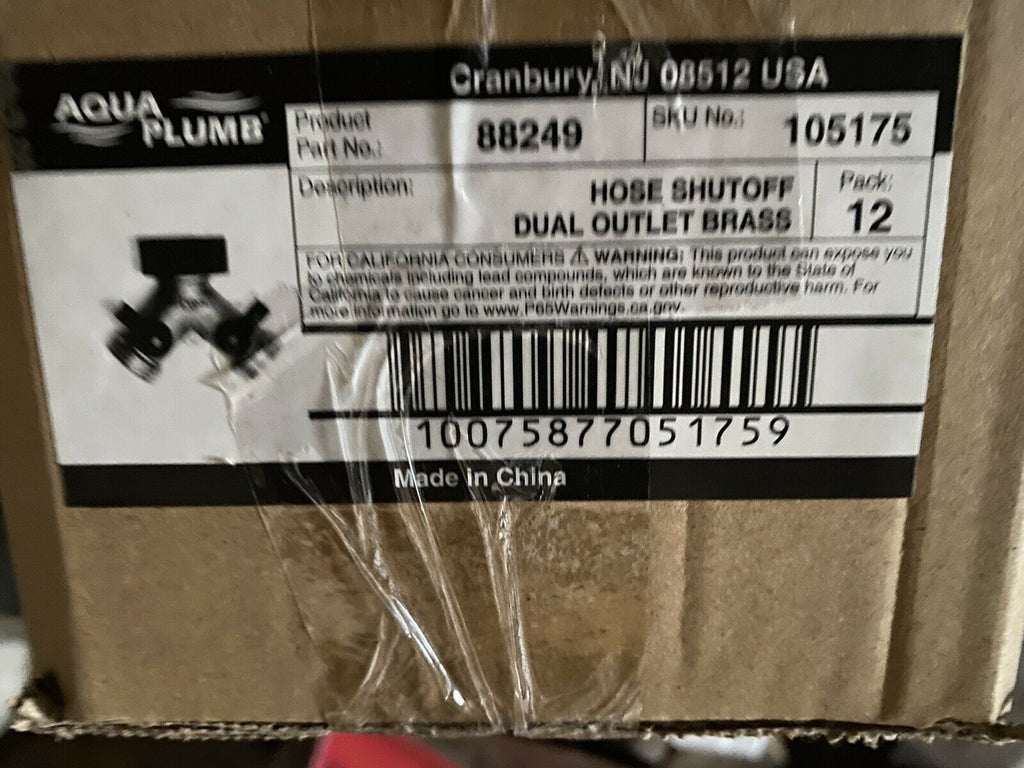 Cranbury, NJ 08512 USA
AQUA
PLUMB
Product
Part No.:
88249
SKU No.:
105175
Description:
HOSE SHUTOFF
DUAL OUTLET BRASS
Pack:
12
FOR CALIFORNIA CONSUMERS ⚠ WARNING: This product can expose you
to chemicals including lead compounds, which are known to the State of
California to cause cancer and birth defects or other reproductive harm. For
more information go to www.P65Warnings.ca.gov.
10075877051759
Made in China